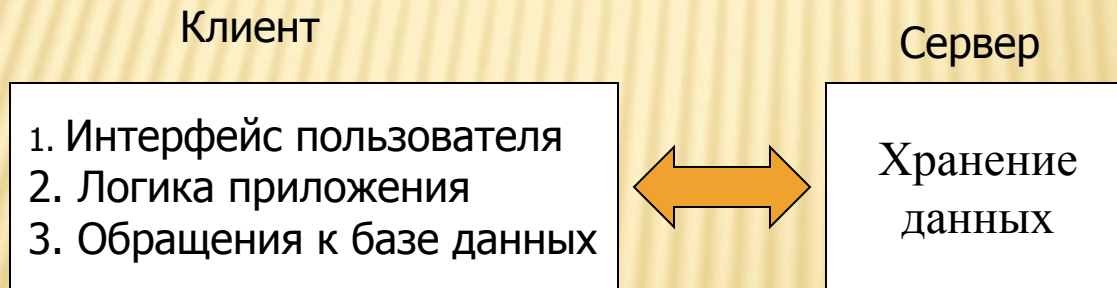 Клиент
Сервер
1. Интерфейс пользователя
2. Логика приложения
3. Обращения к базе данных
Хранение
данных